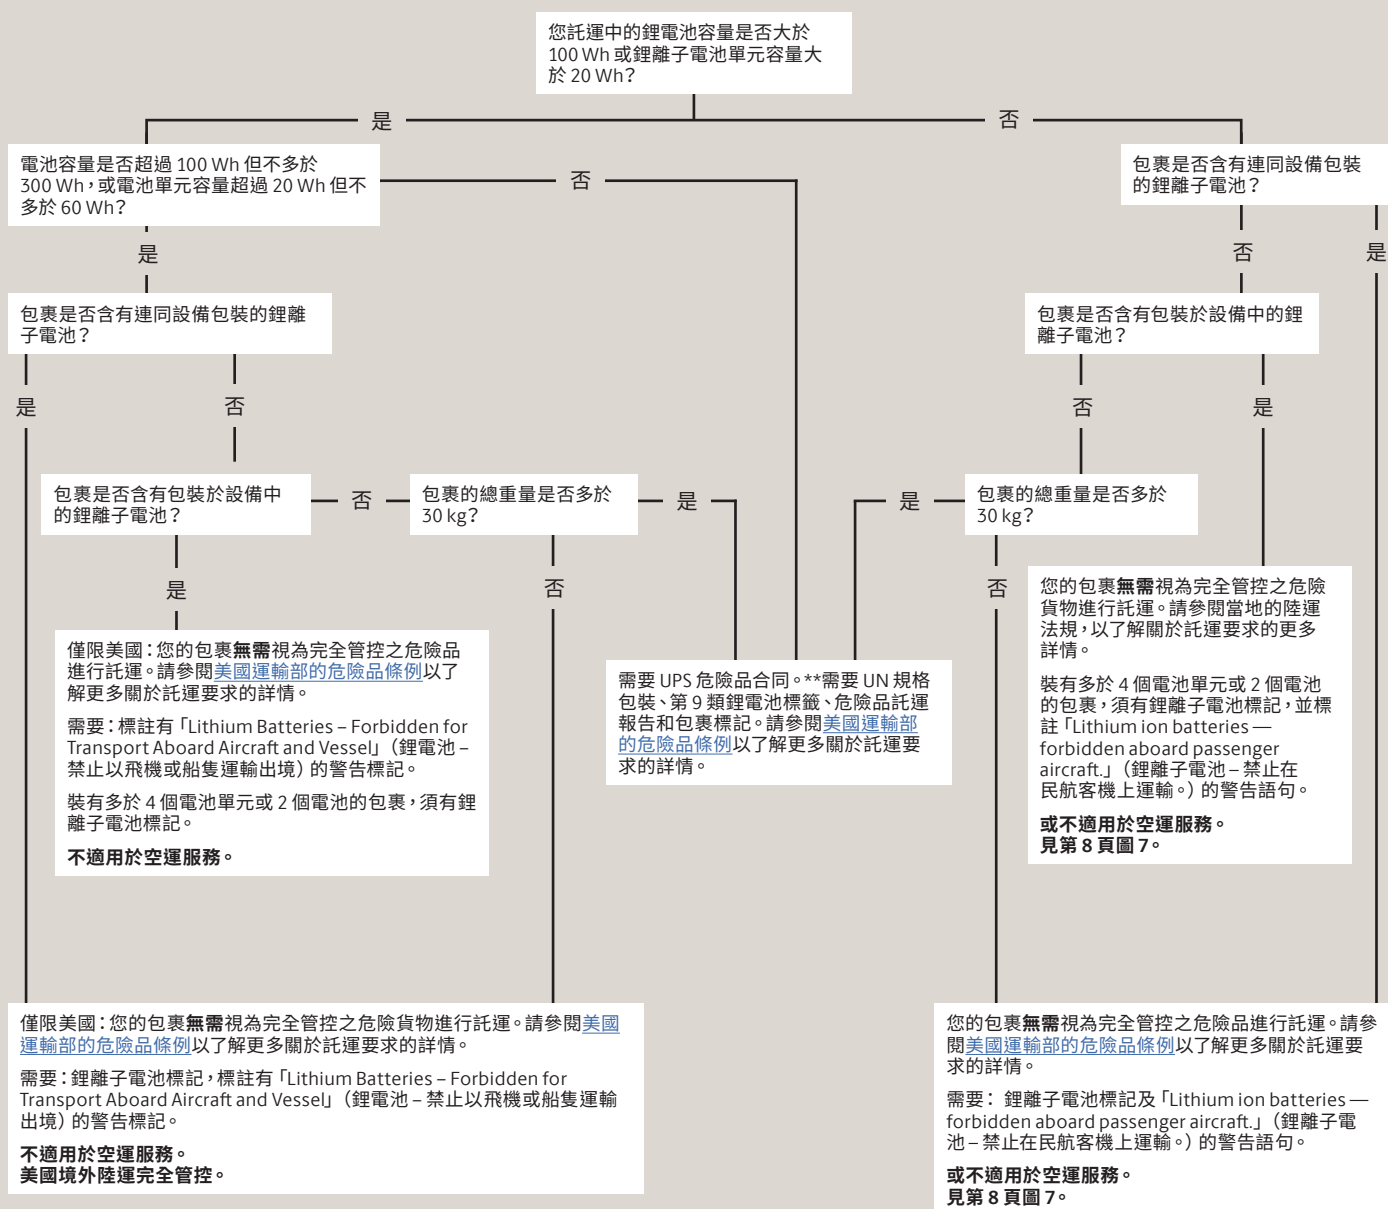 您託運中的鋰電池容量是否大於
100 Wh 或鋰離子電池單元容量大
於 20 Wh？
是
否
電池容量是否超過 100 Wh 但不多於
300 Wh，或電池單元容量超過 20 Wh 但不
多於 60 Wh？
否
包裹是否含有連同設備包裝
的鋰離子電池？
是
否
是
包裹是否含有連同設備包裝的鋰離
子電池？
包裹是否含有包裝於設備中的鋰
離子電池？
是
否
否
是
包裹是否含有包裝於設備中
的鋰離子電池？
否
包裹的總重量是否多於
30 kg？
是
是
包裹的總重量是否多於
30 kg？
是
否
否
僅限美國：您的包裹無需視為完全管控之危險品
進行託運。請參閱美國運輸部的危險品條例以了
解更多關於託運要求的詳情。
需要：標註有「Lithium Batteries – Forbidden for
Transport Aboard Aircraft and Vessel」（鋰電池 –
禁止以飛機或船隻運輸出境）的警告標記。
裝有多於 4 個電池單元或 2 個電池的包裹，須有鋰
離子電池標記。
不適用於空運服務。
需要 UPS 危險品合同。**需要 UN 規格
包裝、第 9 類鋰電池標籤、危險品託運
報告和包裹標記。請參閱美國運輸部
的危險品條例以了解更多關於託運要
求的詳情。
您的包裹無需視為完全管控之危險
貨物進行託運。請參閱當地的陸運
法規，以了解關於託運要求的更多
詳情。
裝有多於 4 個電池單元或 2 個電池
的包裹，須有鋰離子電池標記，並標
註「Lithium ion batteries —
forbidden aboard passenger
aircraft.」（鋰離子電池 – 禁止在
民航客機上運輸。）的警告語句。
或不適用於空運服務。
見第 8 頁圖 7。
僅限美國：您的包裹無需視為完全管控之危險貨物進行託運。請參閱美國
運輸部的危險品條例以了解更多關於託運要求的詳情。
需要：鋰離子電池標記，標註有「Lithium Batteries – Forbidden for
Transport Aboard Aircraft and Vessel」（鋰電池 – 禁止以飛機或船隻運輸
出境）的警告標記。
不適用於空運服務。
美國境外陸運完全管控。
您的包裹無需視為完全管控之危險品進行託運。請參
閱美國運輸部的危險品條例以了解更多關於託運要
求的詳情。
需要： 鋰離子電池標記及「Lithium ion batteries —
forbidden aboard passenger aircraft.」（鋰離子電
池 – 禁止在民航客機上運輸。）的警告語句。
或不適用於空運服務。
見第 8 頁圖 7。